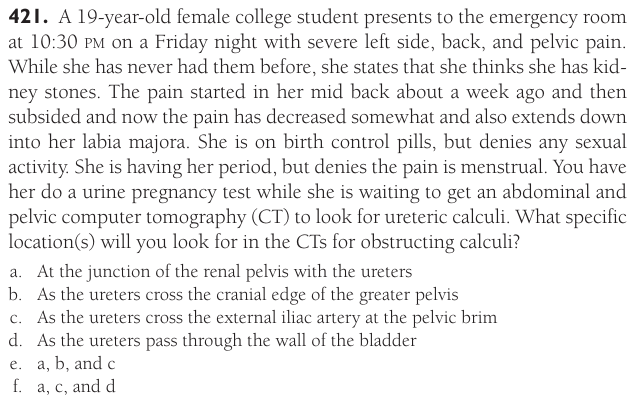 421. A 19-year-old female college student presents to the emergency room
at 10:30 PM on a Friday night with severe left side, back, and pelvic pain.
While she has never had them before, she states that she thinks she has kid-
ney stones. The pain started in her mid back about a week ago and then
subsided and now the pain has decreased somewhat and also extends down
into her labia majora. She is on birth control pills, but denies any sexual
activity. She is having her period, but denies the pain is menstrual. You have
her do a urine pregnancy test while she is waiting to get an abdominal and
pelvic computer tomography (CT) to look for ureteric calculi. What specific
location(s) will you look for in the CTs for obstructing calculi?
a. At the junction of the renal pelvis with the ureters
b. As the ureters cross the cranial edge of the greater pelvis
c. As the ureters cross the external iliac artery at the pelvic brim
d. As the ureters pass through the wall of the bladder
e. a, b, and c
f. a, c, and d